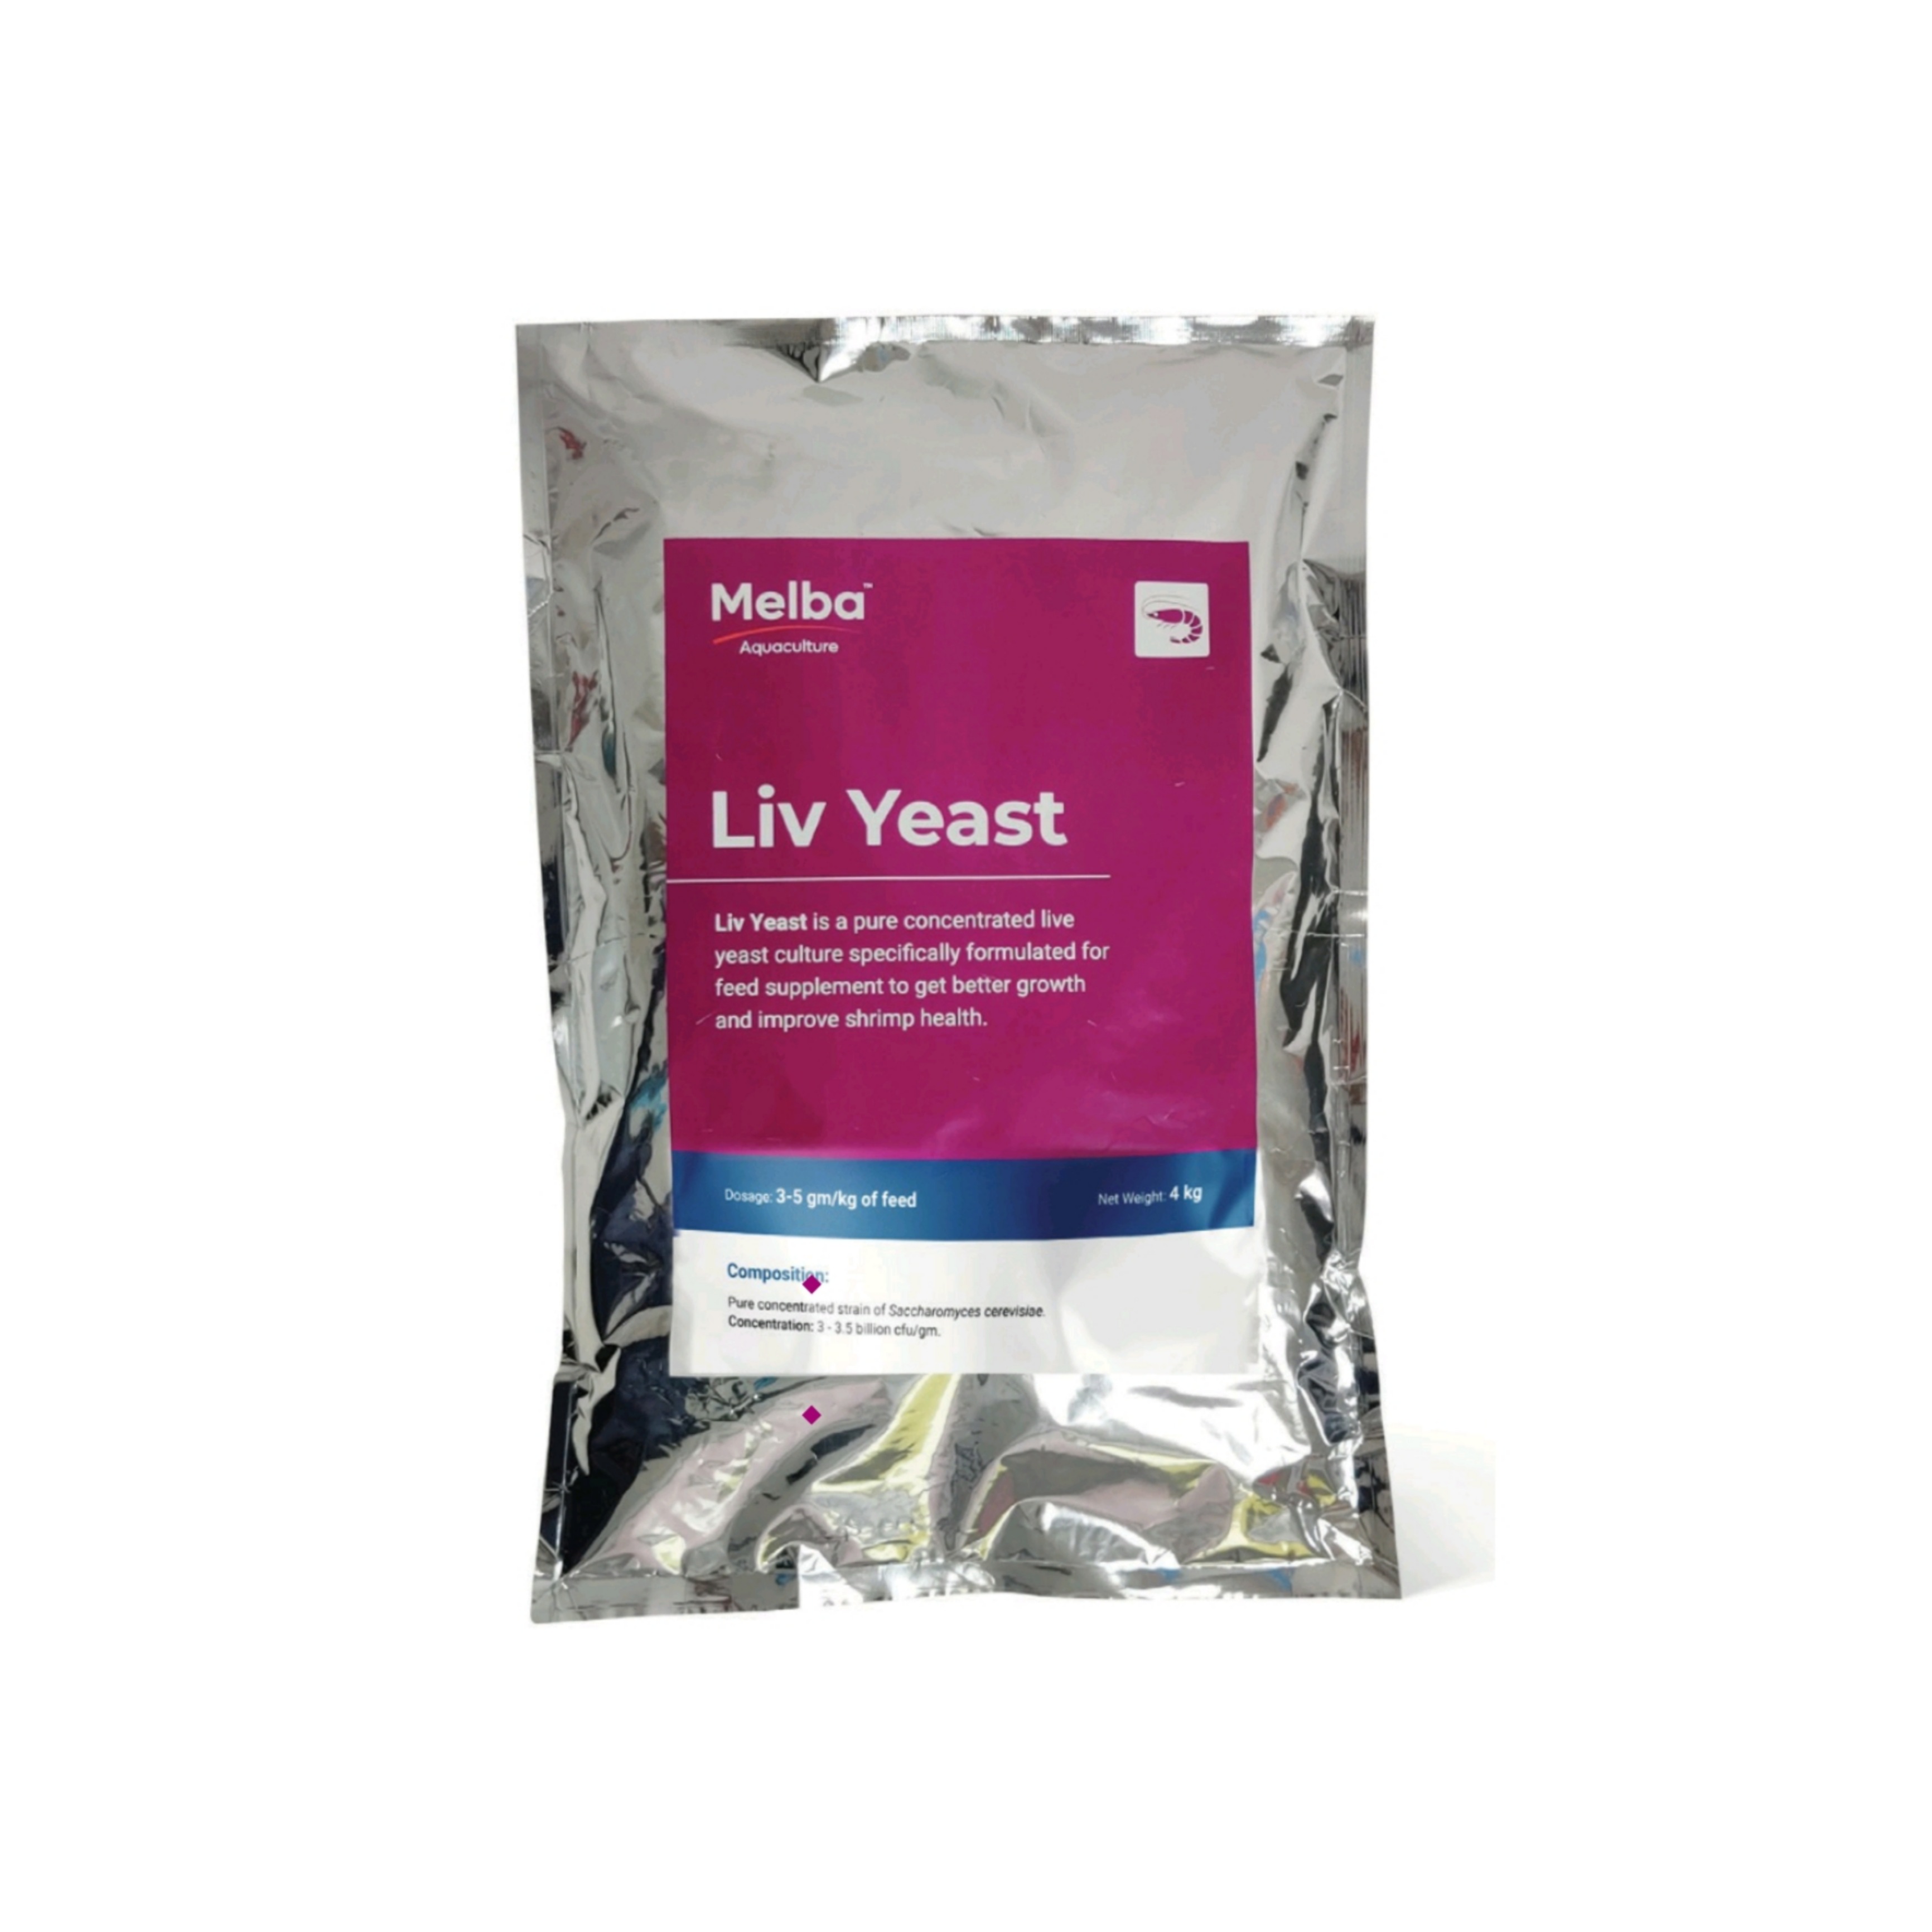 Melba™
Aquaculture
Liv Yeast
Liv Yeast is a pure concentrated live
yeast culture specifically formulated for
feed supplement to get better growth
and improve shrimp health.
Dosage: 3-5 gm/kg of feed
Net Weight: 4 kg
Composition:
Pure concentrated strain of Saccharomyces cerevisiae.
Concentration: 3 - 3.5 billion cfu/gm.